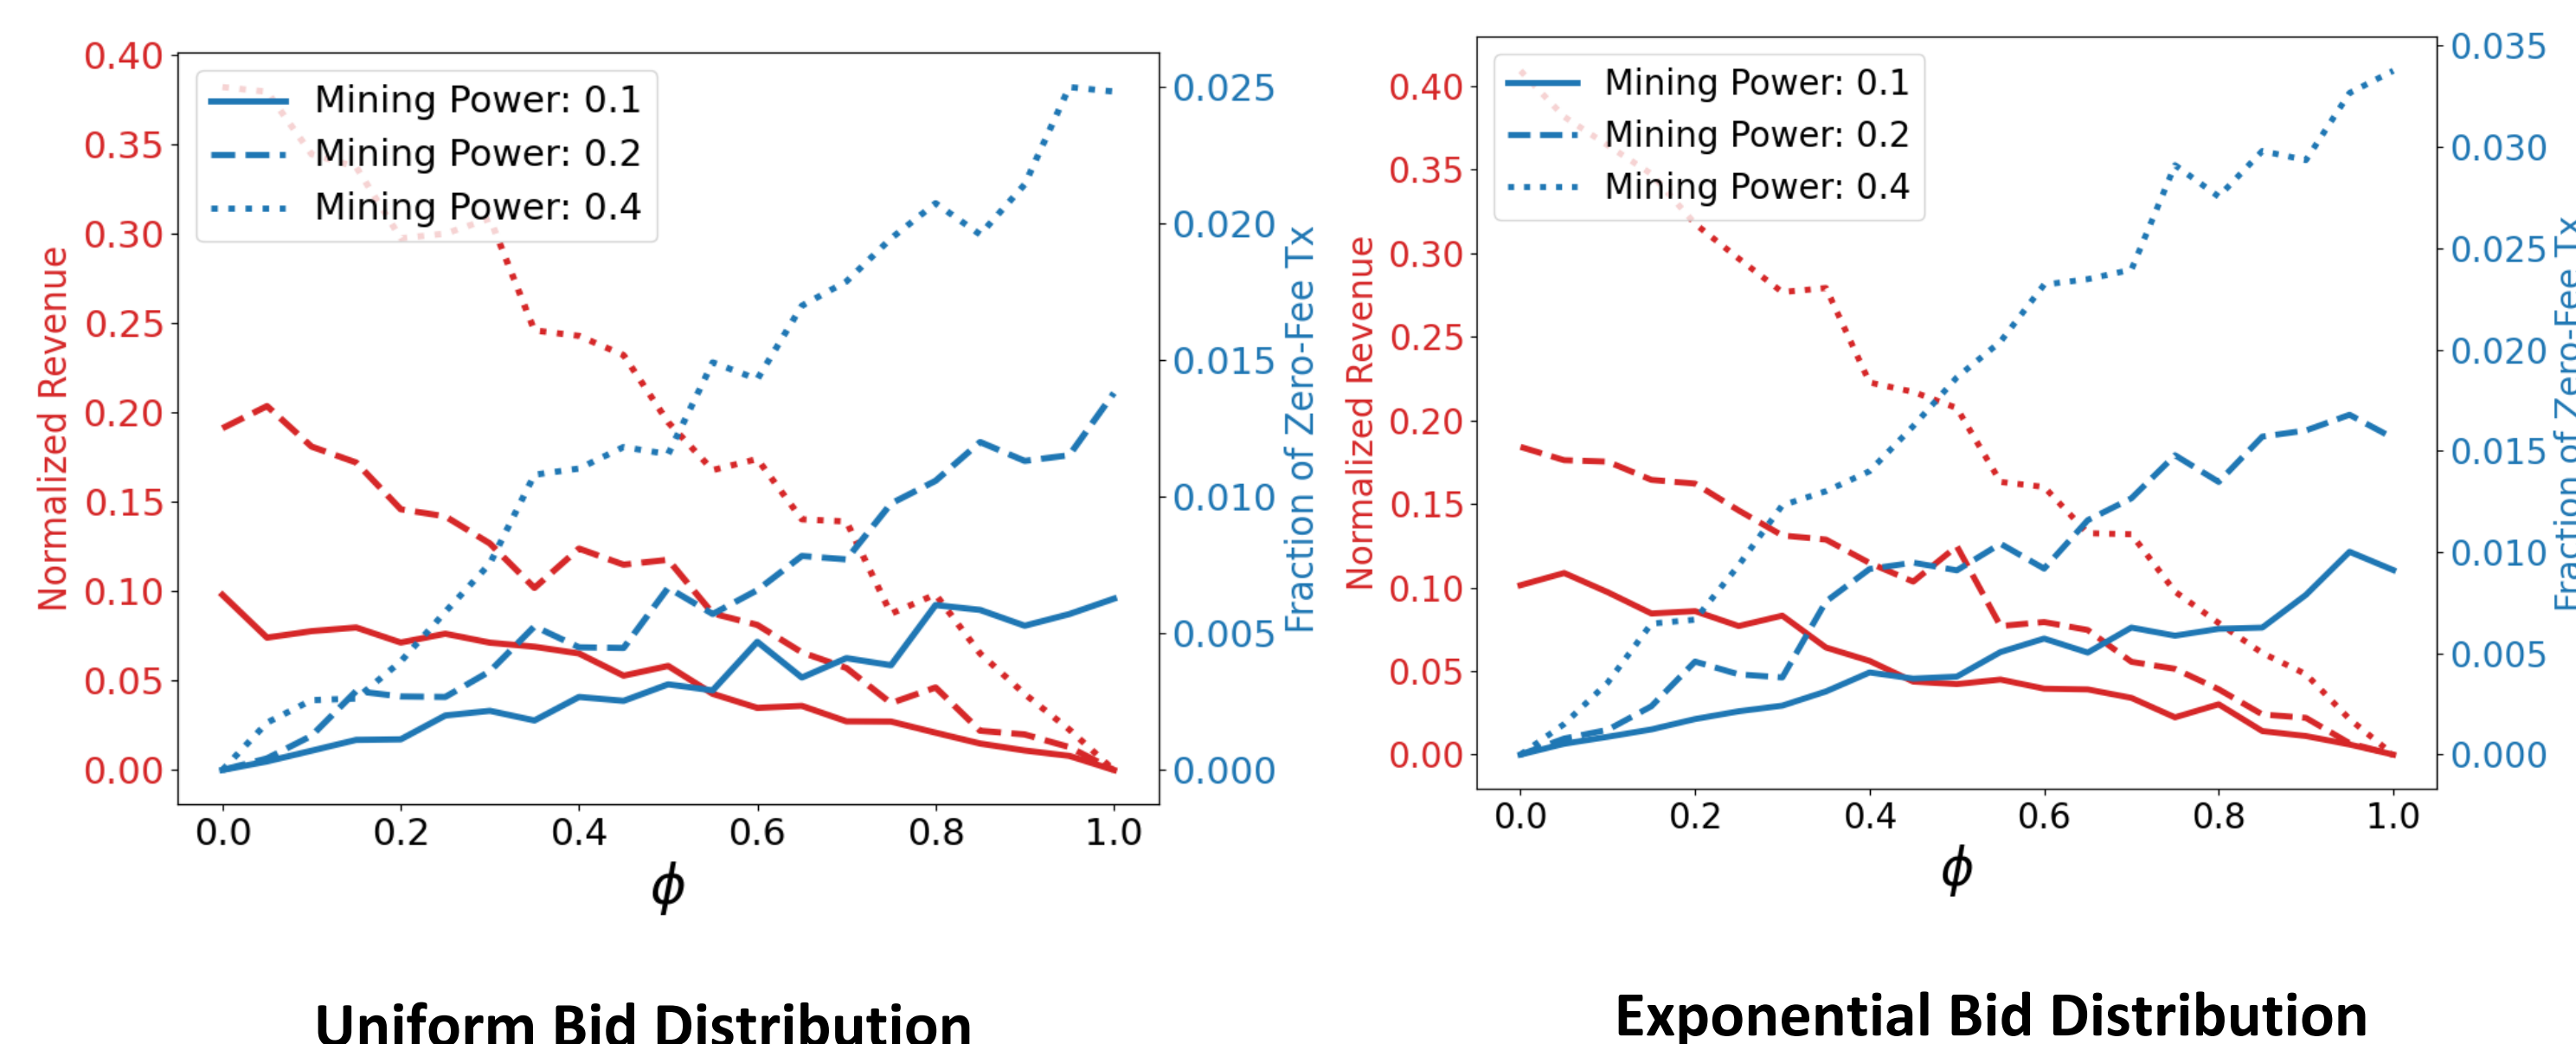 0.40
0.35
0.30
0.25
0.20
0.15
0.10
0.05
0.00
Normalized Revenue
Mining Power: 0.1
Mining Power: 0.2
Mining Power: 0.4
0.025
0.020
0.015
0.010
0.005
0.000
Fraction of Zero-Fee Tx
0.0 0.2 0.4 0.6 0.8 1.0
ϕ
Uniform Bid Distribution
0.40
0.35
0.30
0.25
0.20
0.15
0.10
0.05
0.00
Normalized Revenue
Mining Power: 0.1
Mining Power: 0.2
Mining Power: 0.4
0.035
0.030
0.025
0.020
0.015
0.010
0.005
0.000
Fraction of Zero-Fee Tx
0.0 0.2 0.4 0.6 0.8 1.0
ϕ
Exponential Bid Distribution